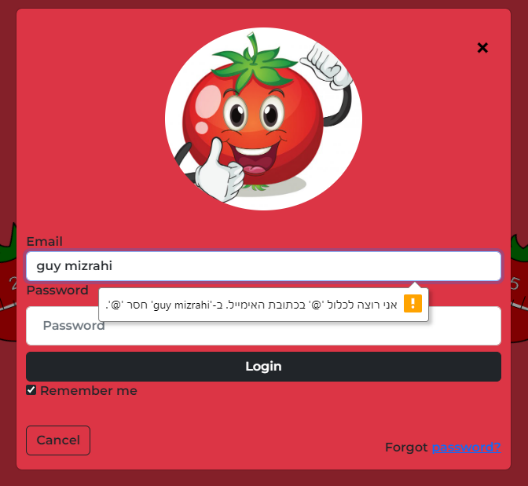 ×
Email
guy mizrahi
Password
אני רוצה לכלול '@' בכתובת האימייל. ב-'guy mizrahi' חסר '@'.
Password
Login
Remember me
Cancel
Forgot password?